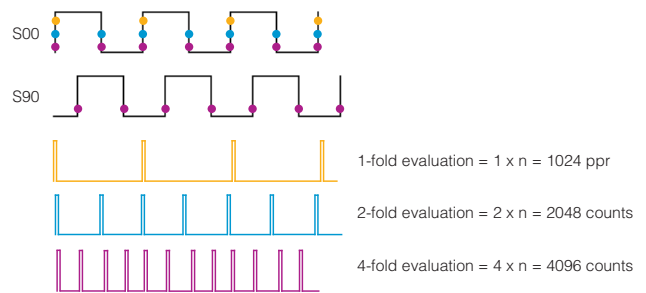 S00
S90
1-fold evaluation = 1 x n = 1024 ppr
2-fold evaluation = 2 x n = 2048 counts
4-fold evaluation = 4 x n = 4096 counts